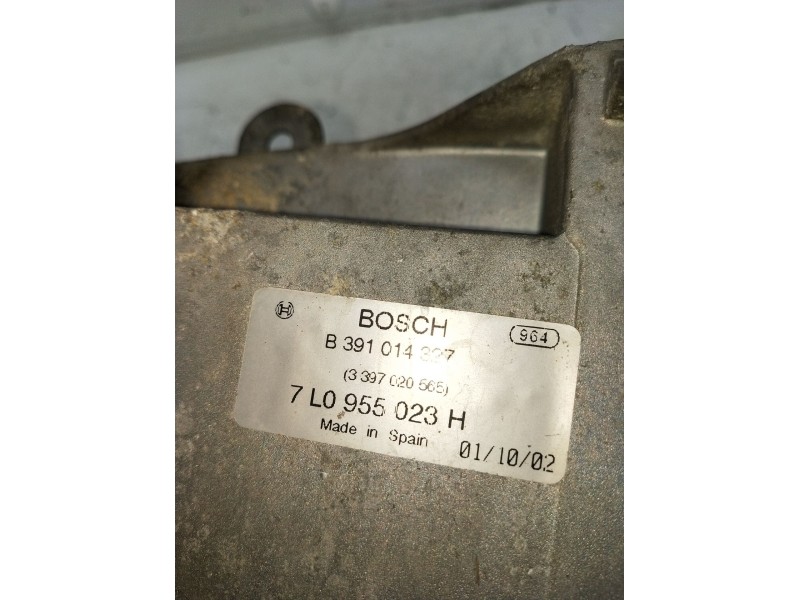 BOSCH
964
B 391 014
(3 397 020 565)
7 L0 955 023 H
Made in Spain
01/10/02